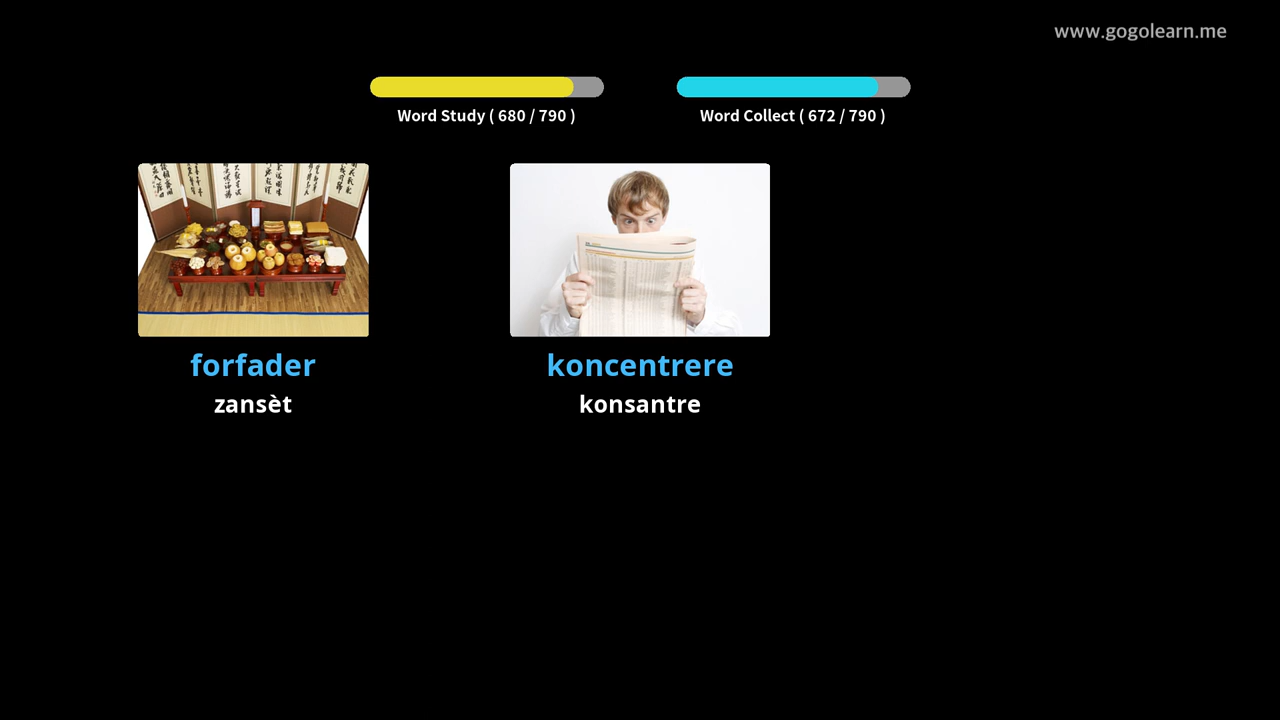 www.gogolearn.me
Word Study ( 680 / 790 )
Word Collect ( 672 / 790 )
forfader
koncentrere
zansèt
konsantre